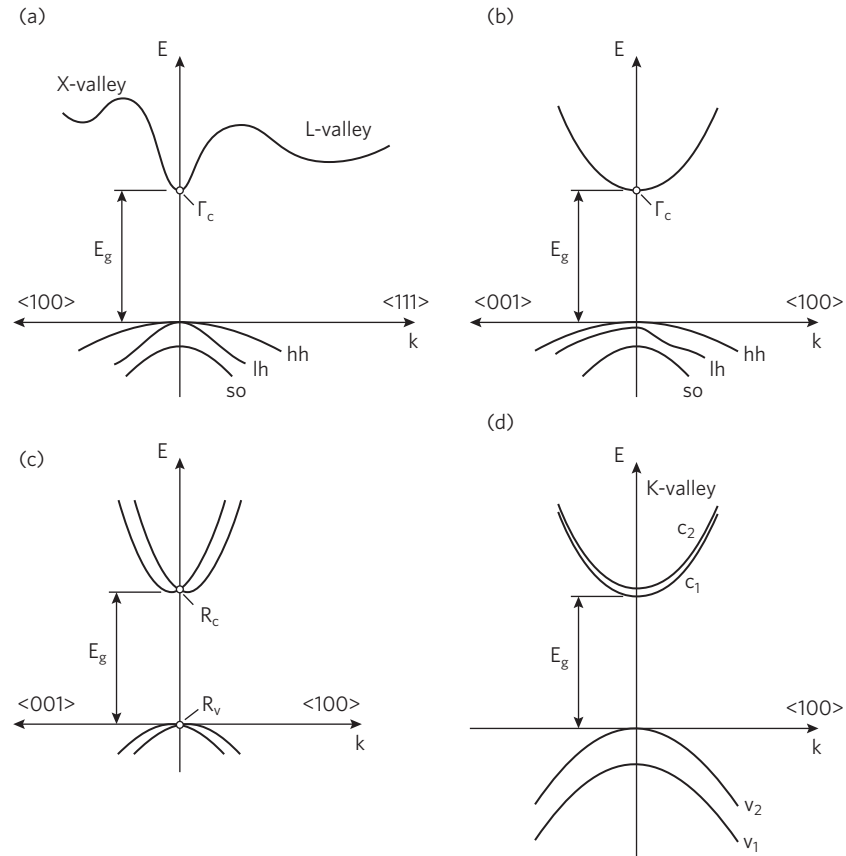 (a)
E
X-valley
L-valley
Γc
Eg
<100>
<111>
k
hh
lh
so
(b)
E
Γc
Eg
<001>
<100>
k
hh
lh
so
(c)
E
Rc
Eg
Rv
<001>
<100>
k
(d)
E
K-valley
c2
c1
Eg
<100>
k
v2
v1